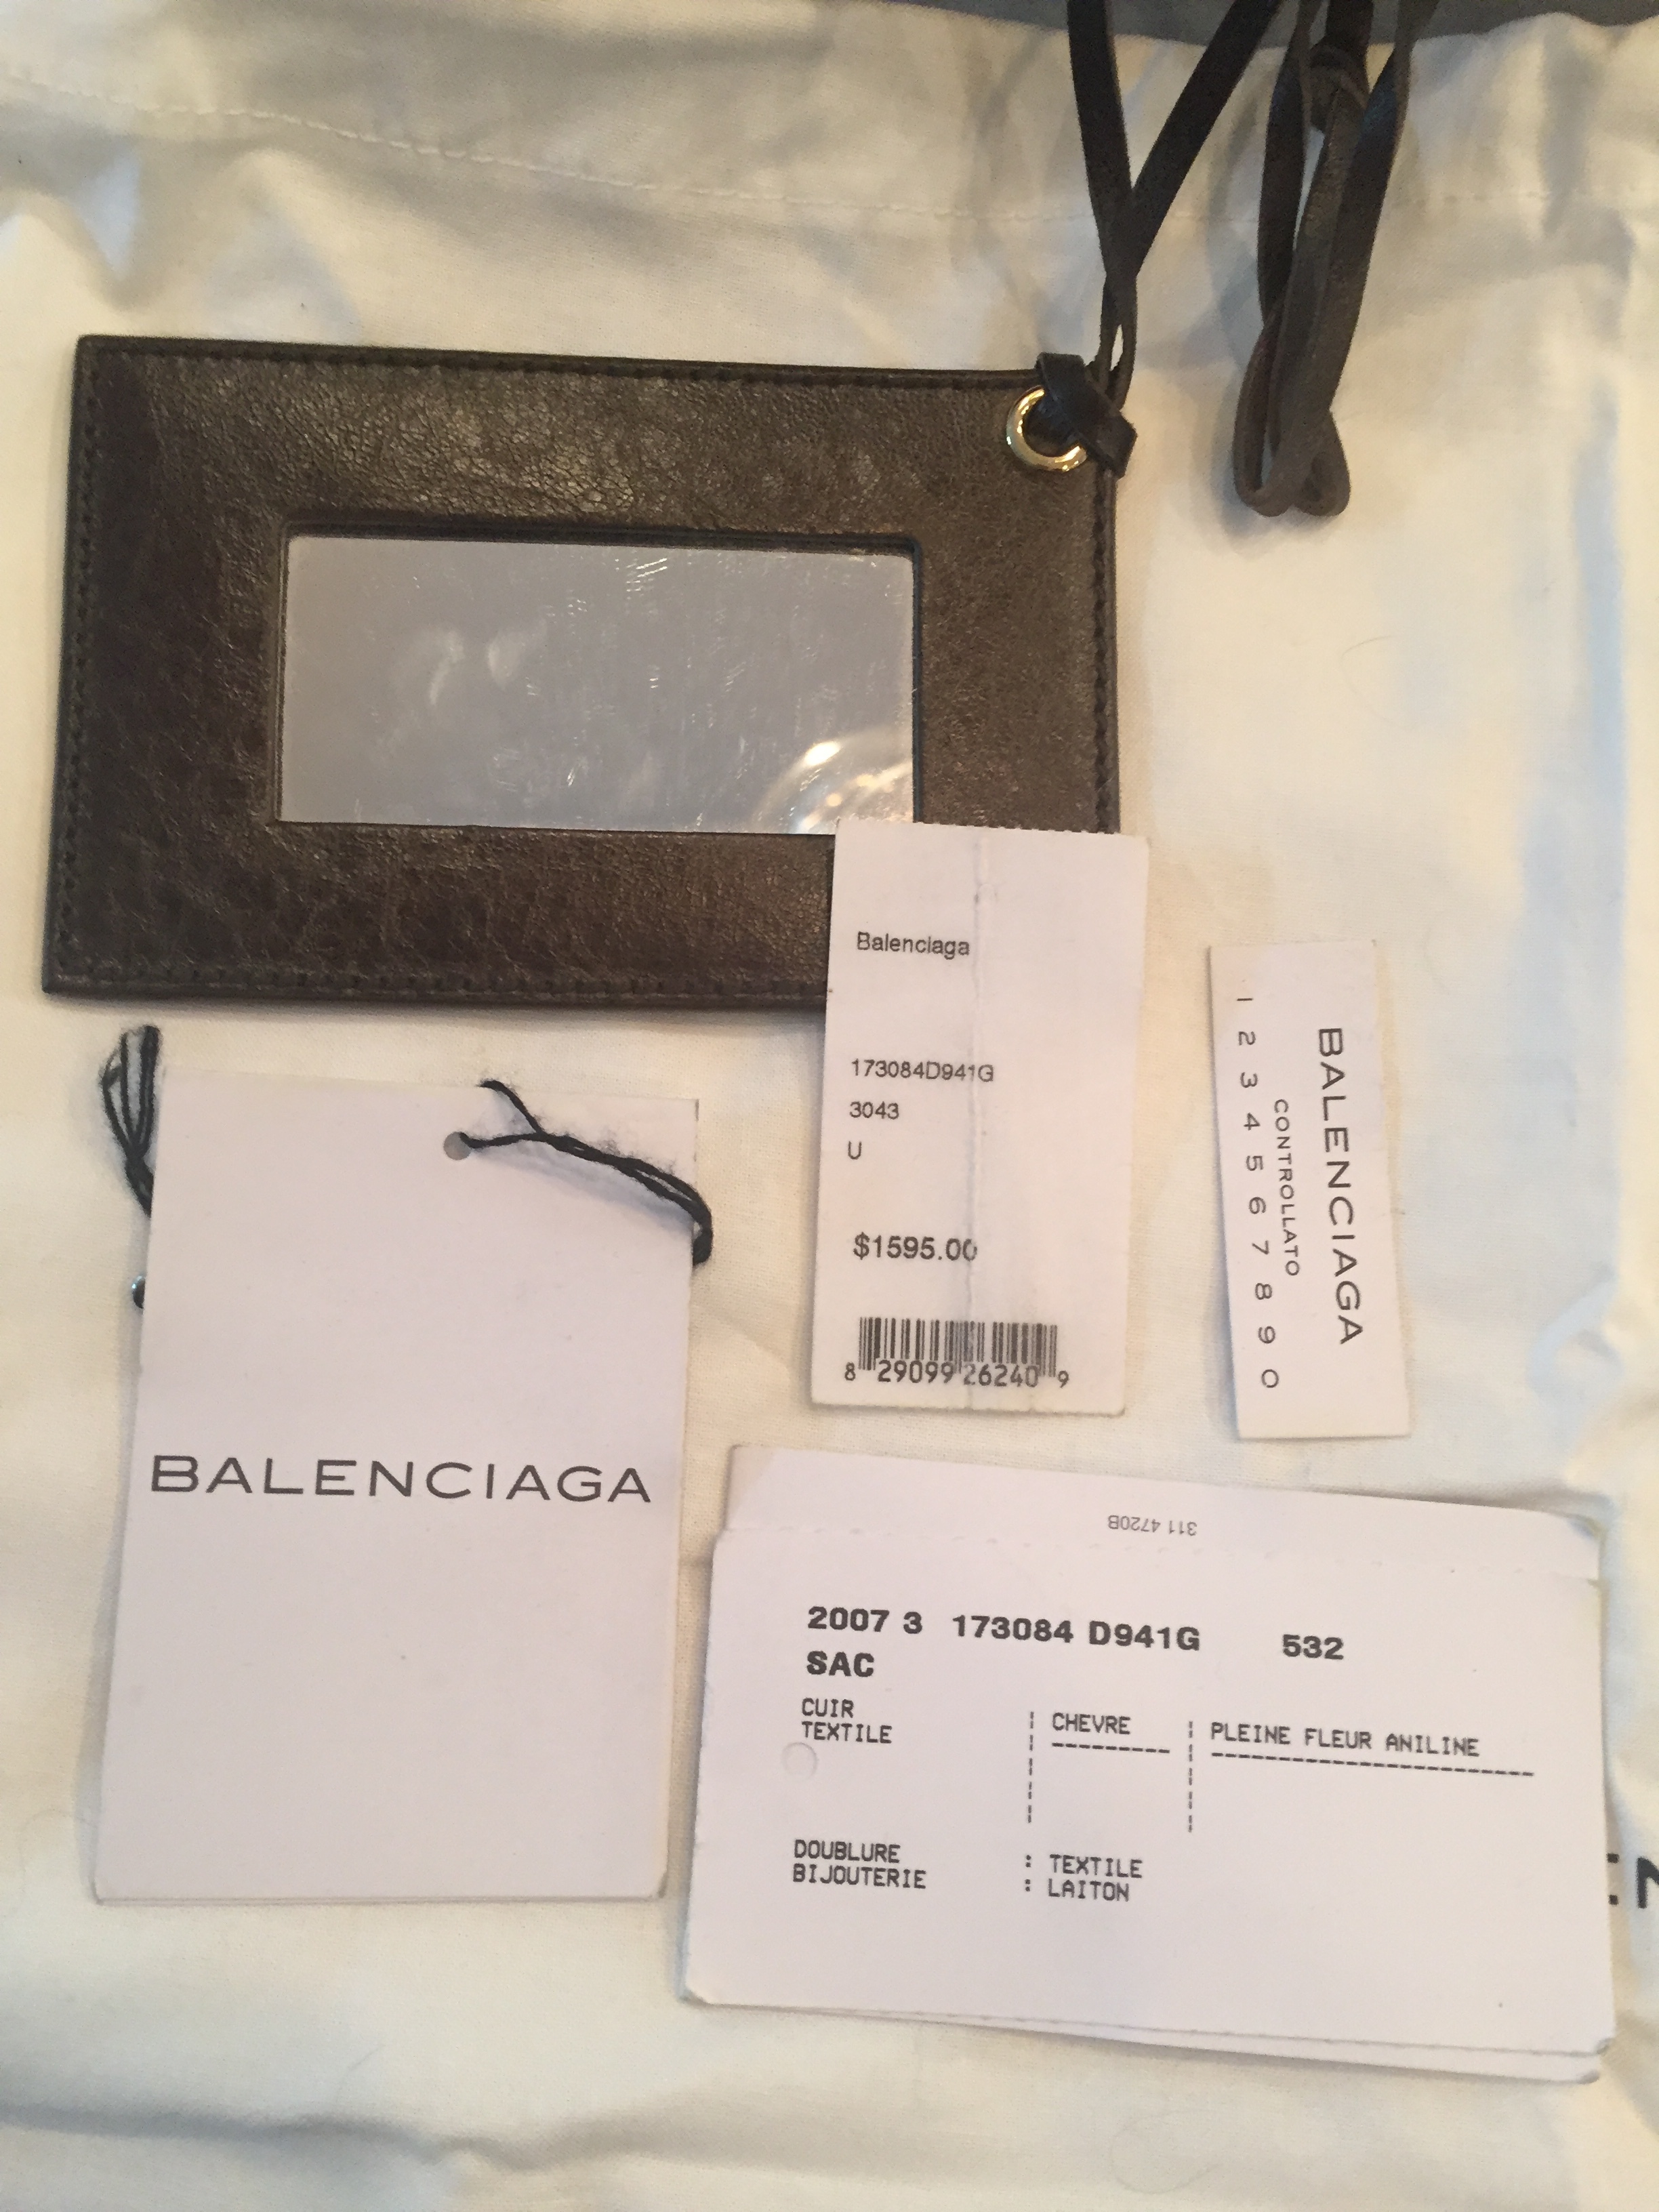 Balenciaga
173084D941G
3043
U
$1595.00
8 29099 26240 9
BALENCIAGA
CONTROLLATO
1 2 3 4 5 6 7 8 9 0
BALENCIAGA
311 4720B
2007 3 173084 D941G 532
SAC
CUIR CHEVRE PLEINE FLEUR ANILINE
TEXTILE
DOUBLURE : TEXTILE
BIJOUTERIE : LAITON